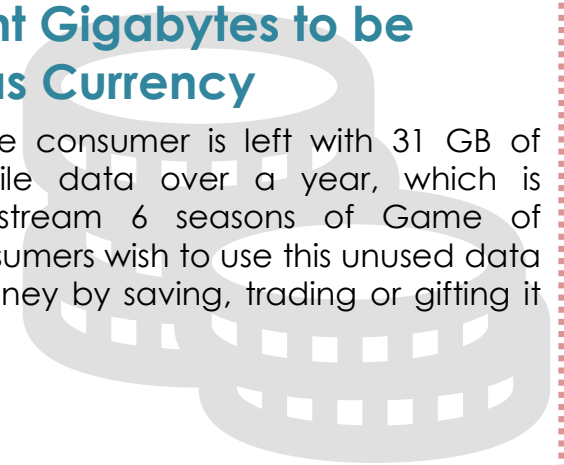 nt Gigabytes to be
us Currency
e consumer is left with 31 GB of
ile data over a year, which is
stream 6 seasons of Game of
sumers wish to use this unused data
ney by saving, trading or gifting it